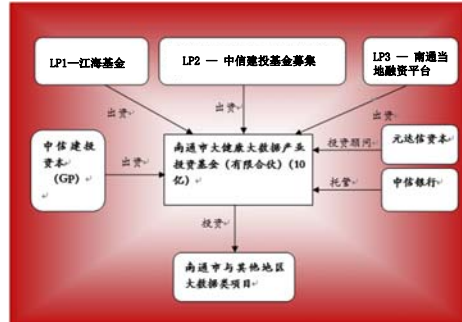 LP1—江海基金
LP2 — 中信建投基金募集
LP3 — 南通当
地融资平台
出资
出资
出资
中信建投
资本
(GP)
出资
南通市大健康大数据产业
投资基金（有限合伙）(10
亿)
投资顾问
元达信资本
托管
中信银行
投资
南通市与其他地区
大数据类项目